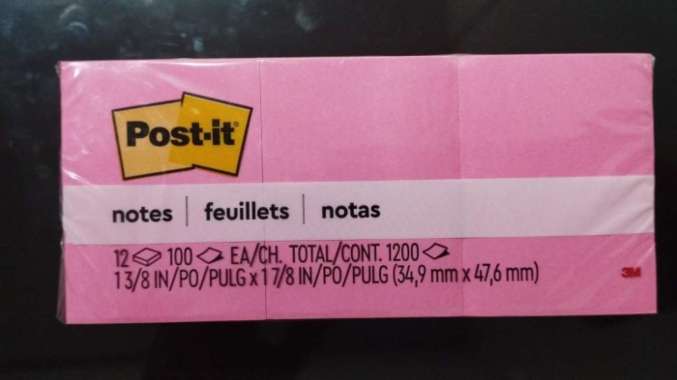 Post-it®
notes | feuillets | notas
12 100 EA/CH. TOTAL/CONT. 1200
1 3/8 IN/PO/PULG x 1 7/8 IN/PO/PULG (34,9 mm x 47,6 mm)
3M